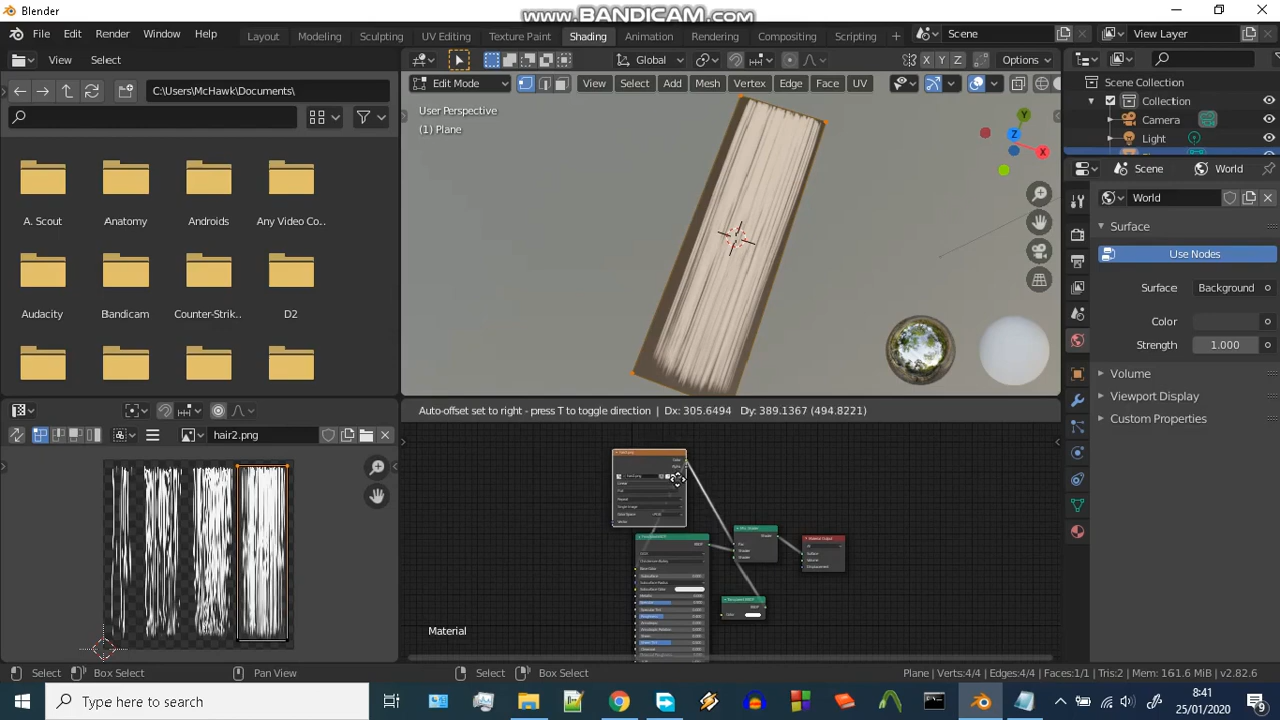 Blender
www.BANDICAM.com
File Edit Render Window Help
Layout Modeling Sculpting UV Editing Texture Paint Shading Animation Rendering Compositing Scripting +
Scene
View Layer
View Select
Global
X Y Z
Options
C:\Users\McHawk\Documents\
Edit Mode
View Select Add Mesh Vertex Edge Face UV
Scene Collection
Collection
Camera
Light
User Perspective
(1) Plane
Y
Z
X
Scene
World
World
Surface
Use Nodes
Surface
Background
Color
Strength
1.000
Volume
Viewport Display
Custom Properties
A. Scout
Anatomy
Androids
Any Video Co..
Audacity
Bandicam
Counter-Strik..
D2
Auto-offset set to right - press T to toggle direction | Dx: 305.6494 Dy: 389.1367 (494.8221)
hair2.png
terial
Select
Box Select
Pan View
Select
Box Select
Plane | Verts:4/4 | Edges:4/4 | Faces:1/1 | Tris:2 | Mem: 161.6 MiB | v2.82.6
Type here to search
8:41
25/01/2020